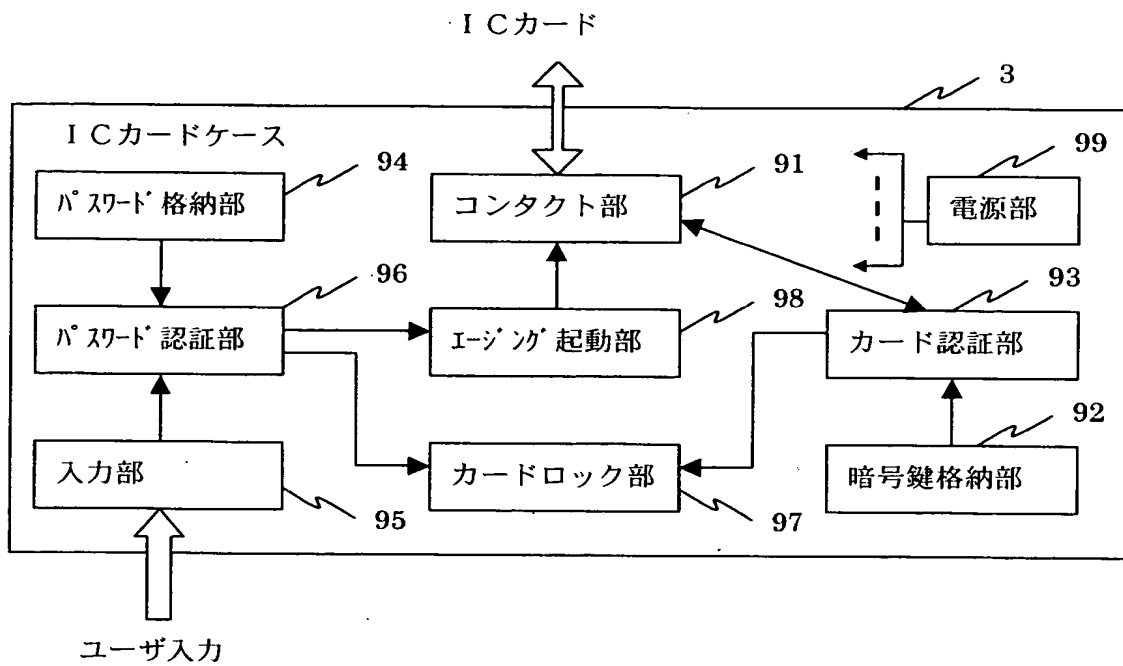 ICカード
3
ICカードケース
94
91
99
パスワード格納部
コンタクト部
電源部
96
98
93
パスワード認証部
エージング起動部
カード認証部
92
入力部
カードロック部
暗号鍵格納部
95
97
ユーザ入力